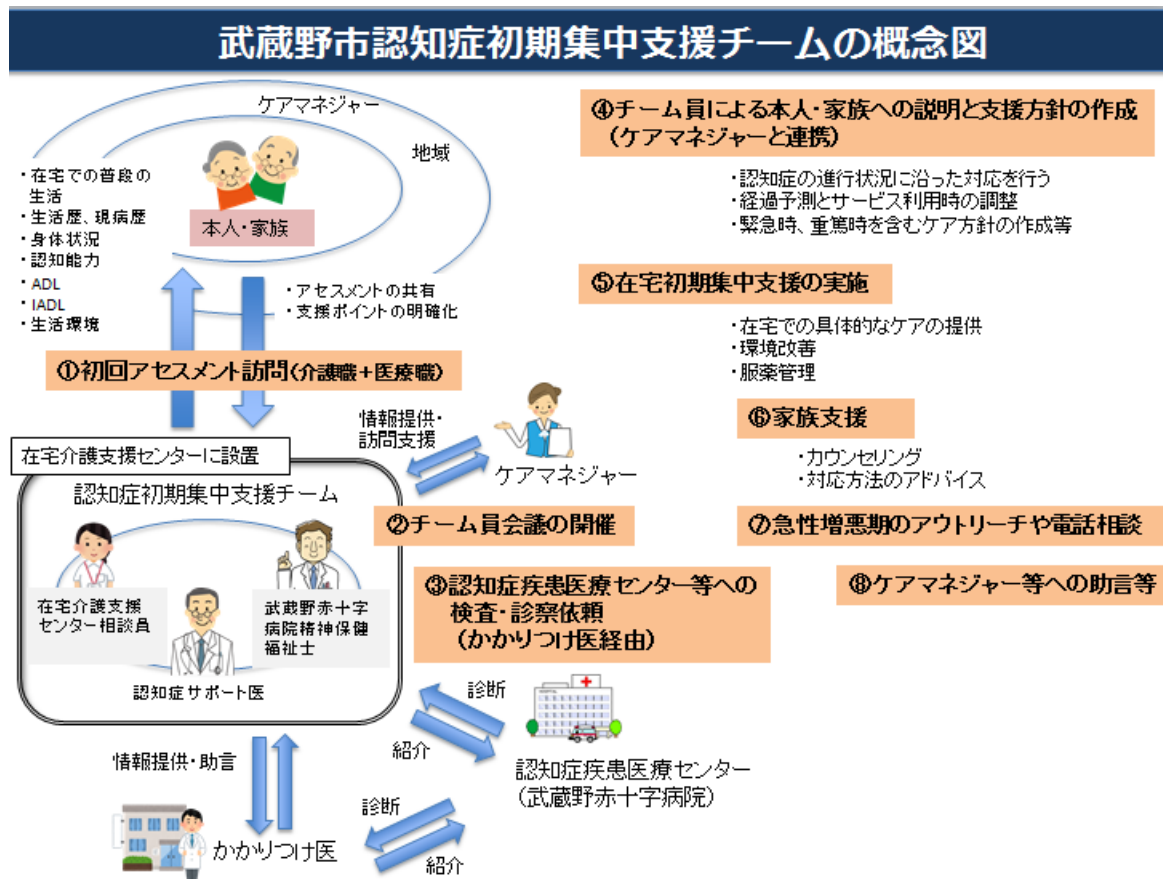 武蔵野市認知症初期集中支援チームの概念図
ケアマネジャー
地域
本人・家族
・在宅での普段の
生活
・生活歴、現病歴
・身体状況
・認知能力
・ADL
・IADL
・生活環境
・アセスメントの共有
・支援ポイントの明確化
①初回アセスメント訪問(介護職+医療職)
情報提供・
訪問支援
ケアマネジャー
在宅介護支援センターに設置
認知症初期集中支援チーム
在宅介護支援
センター相談員
武蔵野赤十字
病院精神保健
福祉士
認知症サポート医
②チーム員会議の開催
③認知症疾患医療センター等への
検査・診察依頼
(かかりつけ医経由)
診断
紹介
HOSPITAL
認知症疾患医療センター
(武蔵野赤十字病院)
情報提供・助言
かかりつけ医
診断
紹介
④チーム員による本人・家族への説明と支援方針の作成
(ケアマネジャーと連携)
・認知症の進行状況に沿った対応を行う
・経過予測とサービス利用時の調整
・緊急時、重篤時を含むケア方針の作成等
⑤在宅初期集中支援の実施
・在宅での具体的なケアの提供
・環境改善
・服薬管理
⑥家族支援
・カウンセリング
・対応方法のアドバイス
⑦急性増悪期のアウトリーチや電話相談
⑧ケアマネジャー等への助言等